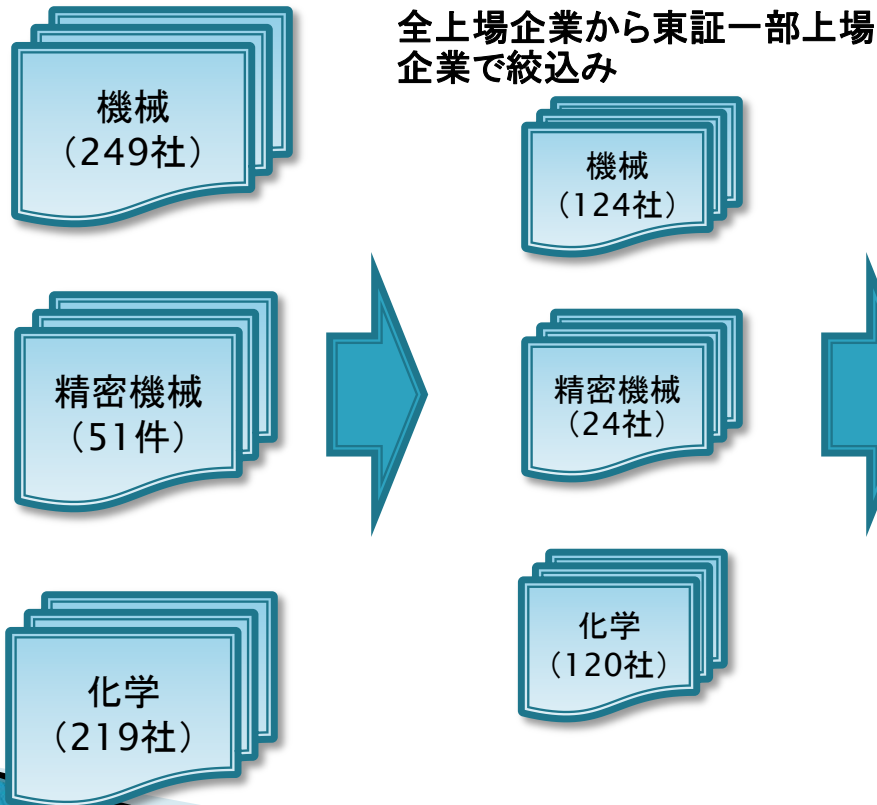 機械
（249社）
精密機械
（51件）
化学
（219社）
全上場企業から東証一部上場
企業で絞込み
機械
（124社）
精密機械
（24社）
化学
（120社）